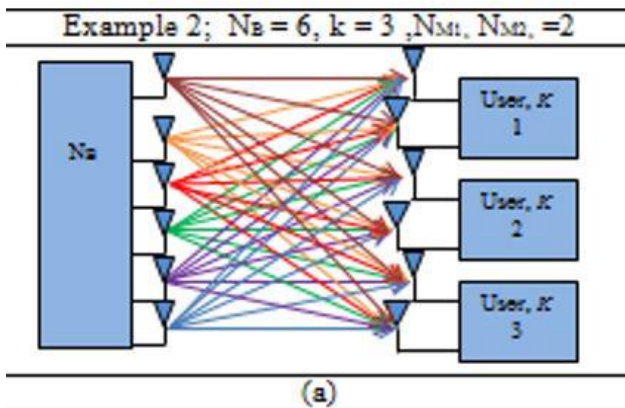 Example 2; NB = 6, k = 3 ,NM1, NM2, =2
NB
User, K
1
User, K
2
User, K
3
(a)